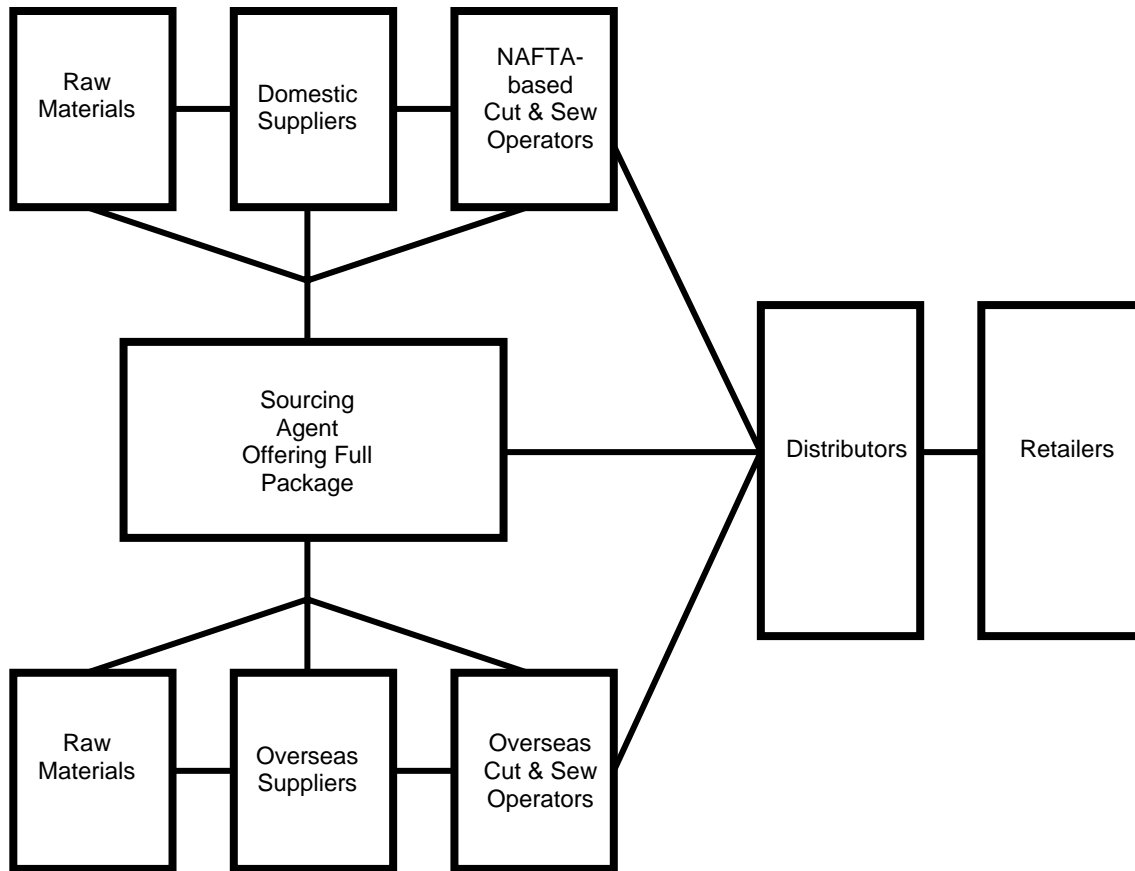 Raw
Materials
Domestic
Suppliers
NAFTA-
based
Cut & Sew
Operators
Sourcing
Agent
Offering Full
Package
Distributors
Retailers
Raw
Materials
Overseas
Suppliers
Overseas
Cut & Sew
Operators